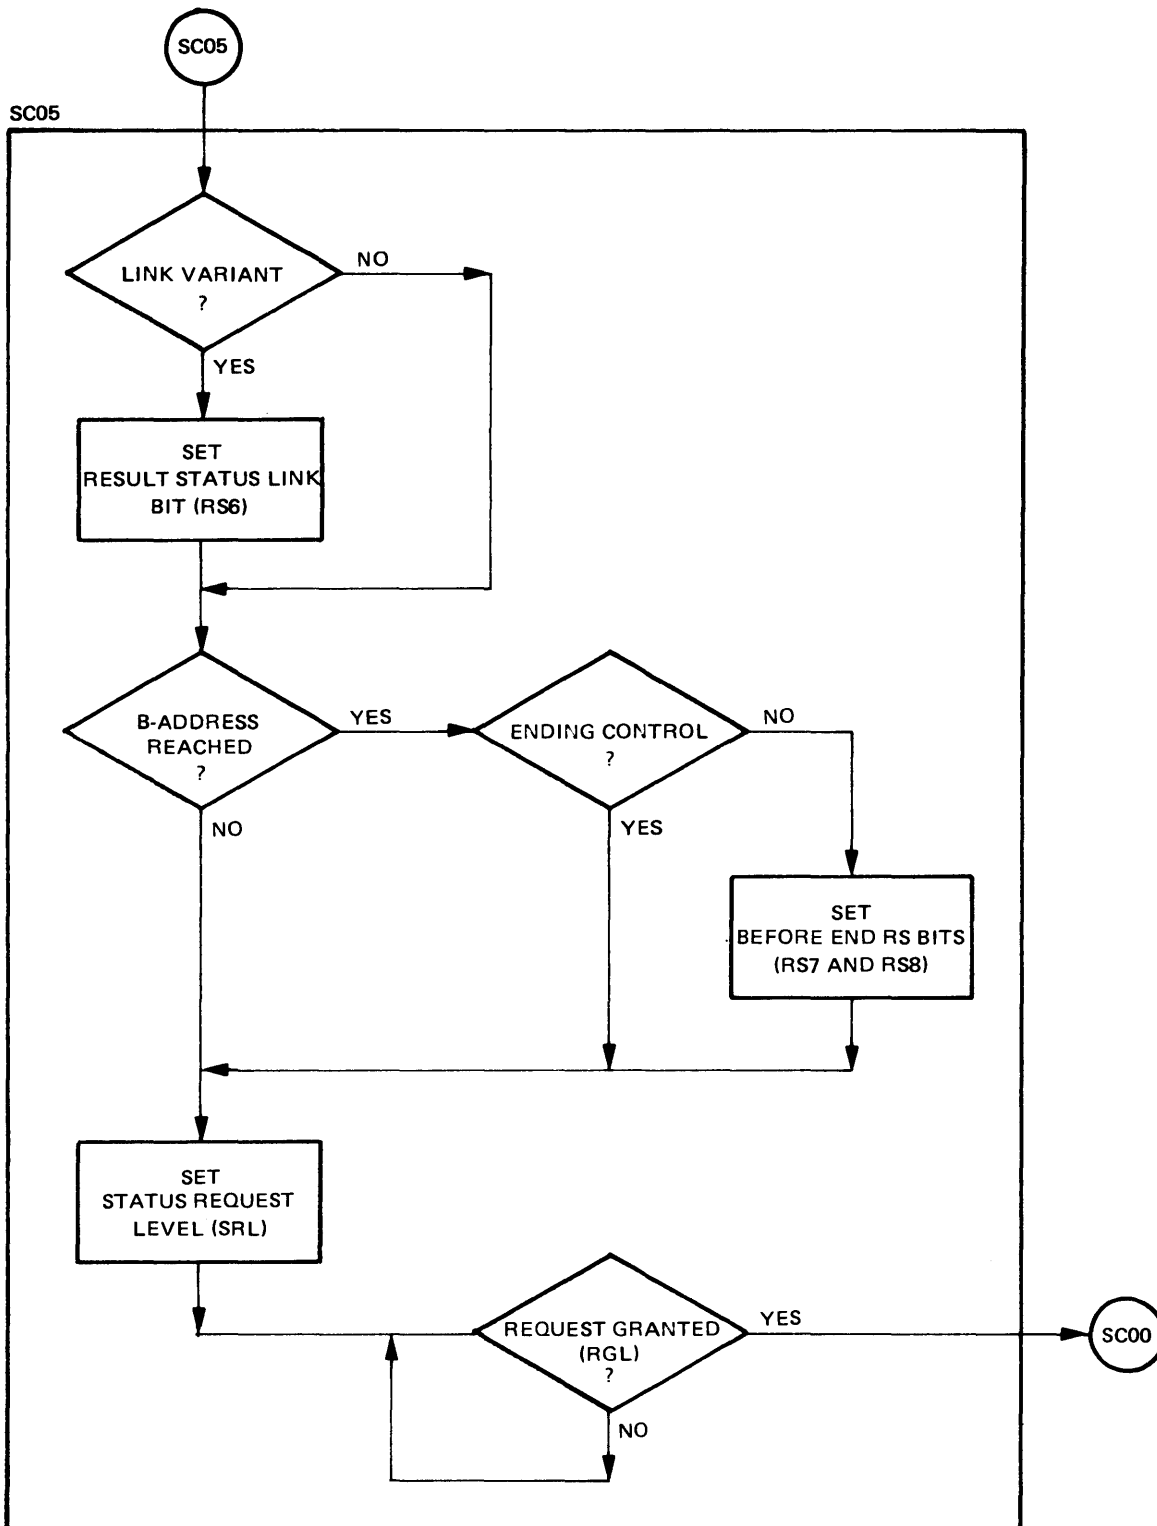 SC05
SC05
LINK VARIANT
?
NO
YES
SET
RESULT STATUS LINK
BIT (RS6)
B-ADDRESS
REACHED
?
YES
NO
ENDING CONTROL
?
NO
YES
SET
BEFORE END RS BITS
(RS7 AND RS8)
SET
STATUS REQUEST
LEVEL (SRL)
REQUEST GRANTED
(RGL)
?
YES
NO
SC00